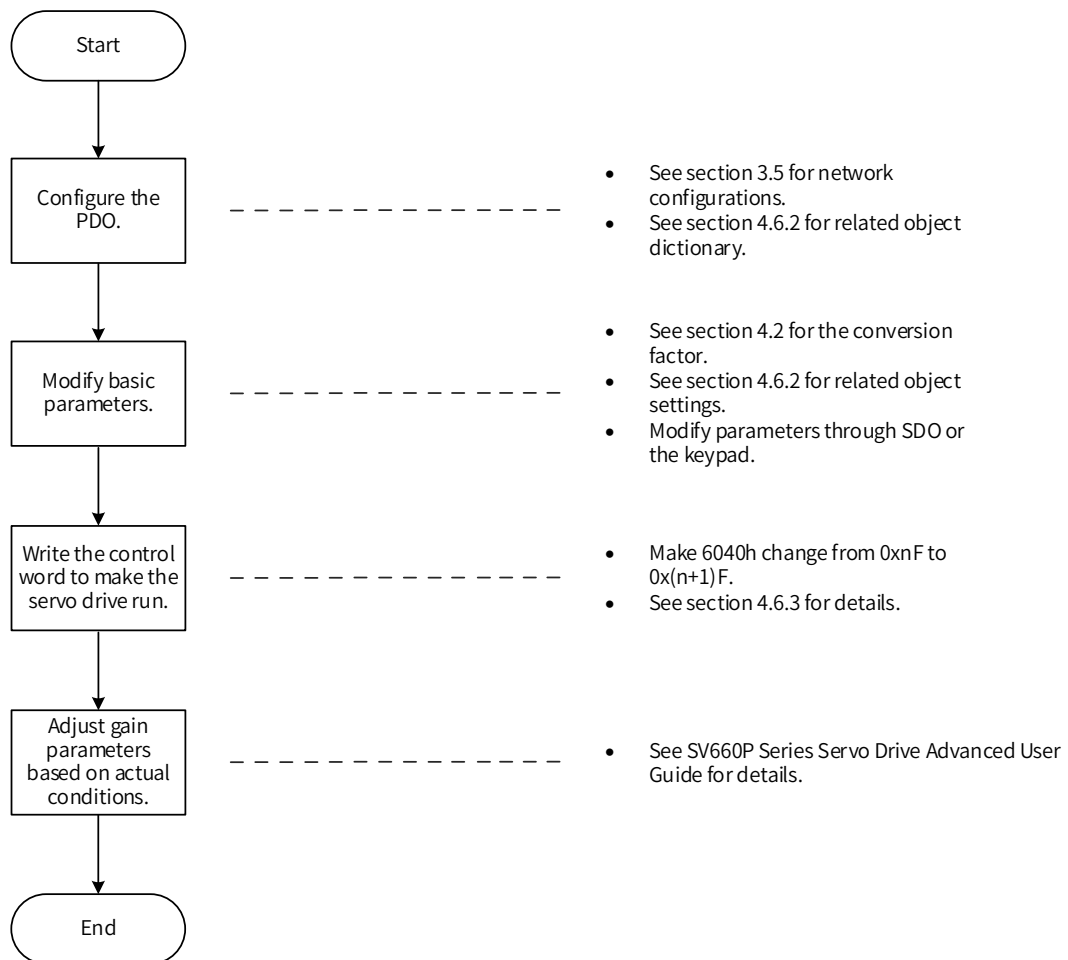 Start
Configure the
PDO.
• See section 3.5 for network
configurations.
• See section 4.6.2 for related object
dictionary.
Modify basic
parameters.
• See section 4.2 for the conversion
factor.
• See section 4.6.2 for related object
settings.
• Modify parameters through SDO or
the keypad.
Write the control
word to make the
servo drive run.
• Make 6040h change from 0xnF to
0x(n+1)F.
• See section 4.6.3 for details.
Adjust gain
parameters
based on actual
conditions.
• See SV660P Series Servo Drive Advanced User
Guide for details.
End